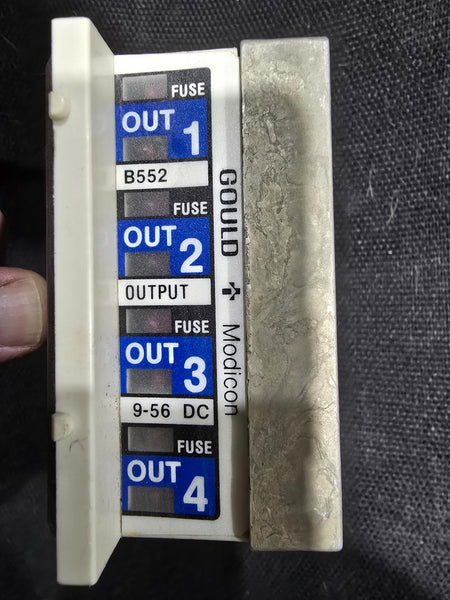 FUSE
OUT 1
B552
FUSE
OUT 2
OUTPUT
FUSE
OUT 3
9-56 DC
FUSE
OUT 4
GOULD Modicon